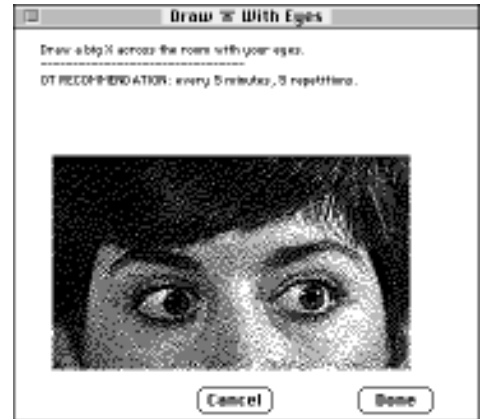 Draw "X" With Eyes
Draw a big X across the room with your eyes.
OT RECOMMENDATION: every 5 minutes, 5 repetitions.
Cancel
Done